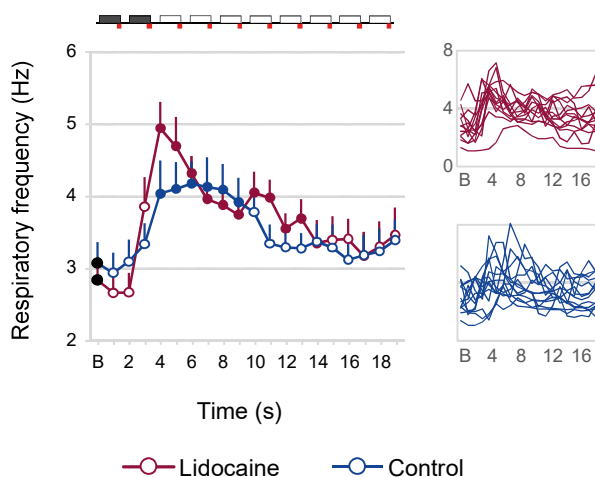 Respiratory frequency (Hz)
6
5
4
3
2
B 2 4 6 8 10 12 14 16 18
Time (s)
8
4
0
B 4 8 12 16
B 4 8 12 16
Lidocaine Control